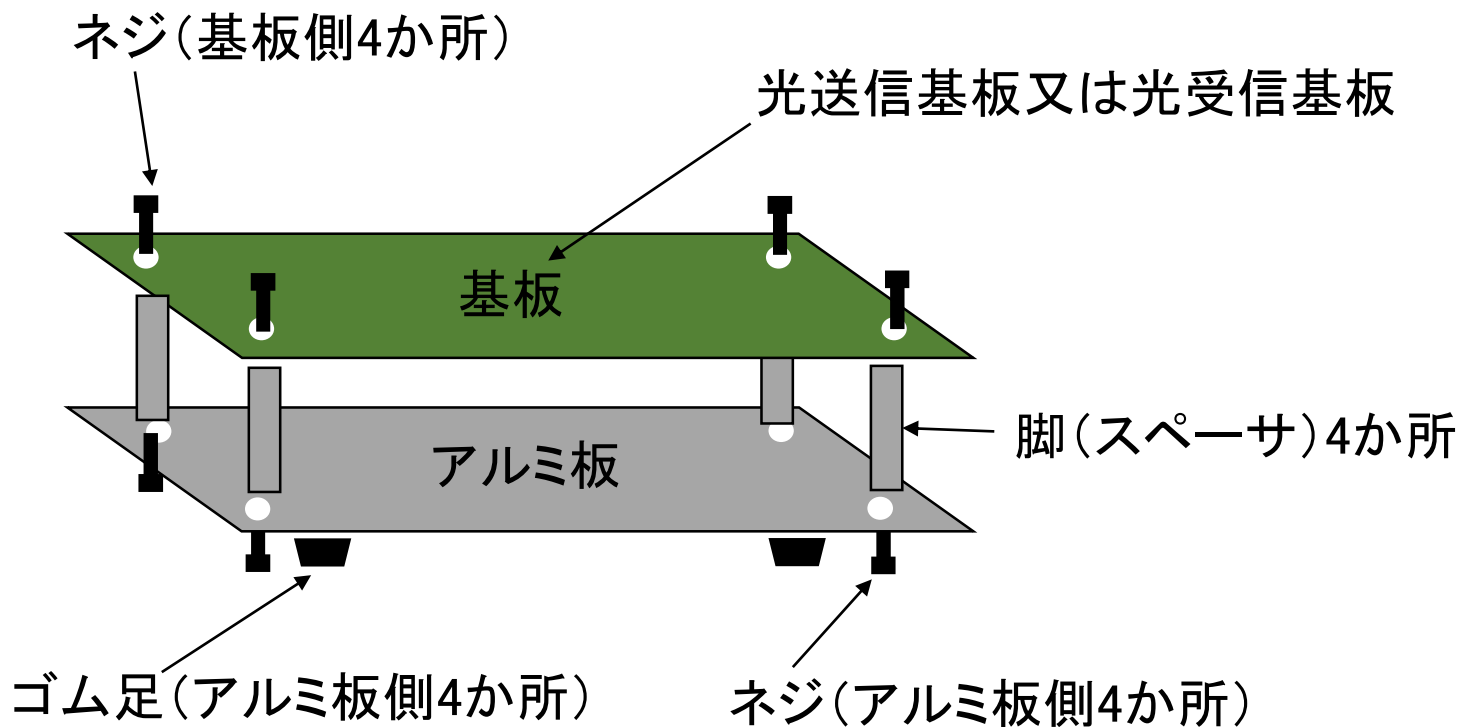 ネジ（基板側4か所）
光送信基板又は光受信基板
基板
アルミ板
脚（スペーサ）4か所
ゴム足（アルミ板側4か所）
ネジ（アルミ板側4か所）